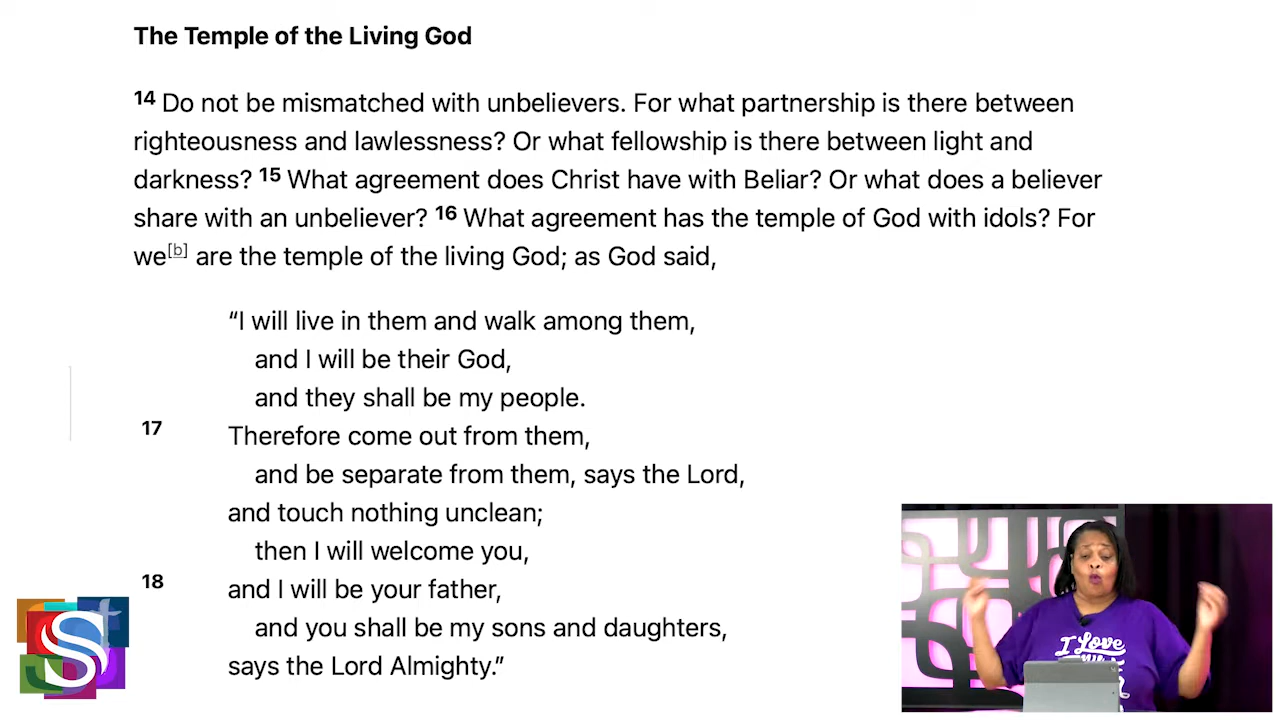 The Temple of the Living God
14 Do not be mismatched with unbelievers. For what partnership is there between
righteousness and lawlessness? Or what fellowship is there between light and
darkness? 15 What agreement does Christ have with Beliar? Or what does a believer
share with an unbeliever? 16 What agreement has the temple of God with idols? For
we[b] are the temple of the living God; as God said,
“I will live in them and walk among them,
and I will be their God,
and they shall be my people.
17 Therefore come out from them,
and be separate from them, says the Lord,
and touch nothing unclean;
then I will welcome you,
18 and I will be your father,
and you shall be my sons and daughters,
says the Lord Almighty.”
S
I Love
my